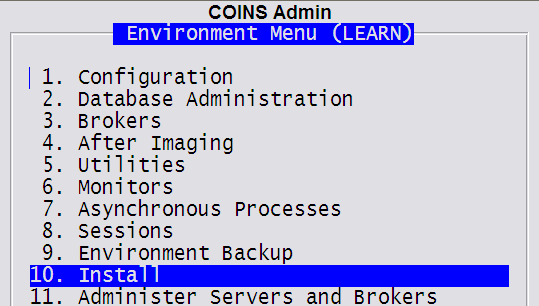 COINS Admin
Environment Menu (LEARN)
1. Configuration
2. Database Administration
3. Brokers
4. After Imaging
5. Utilities
6. Monitors
7. Asynchronous Processes
8. Sessions
9. Environment Backup
10. Install
11. Administer Servers and Brokers